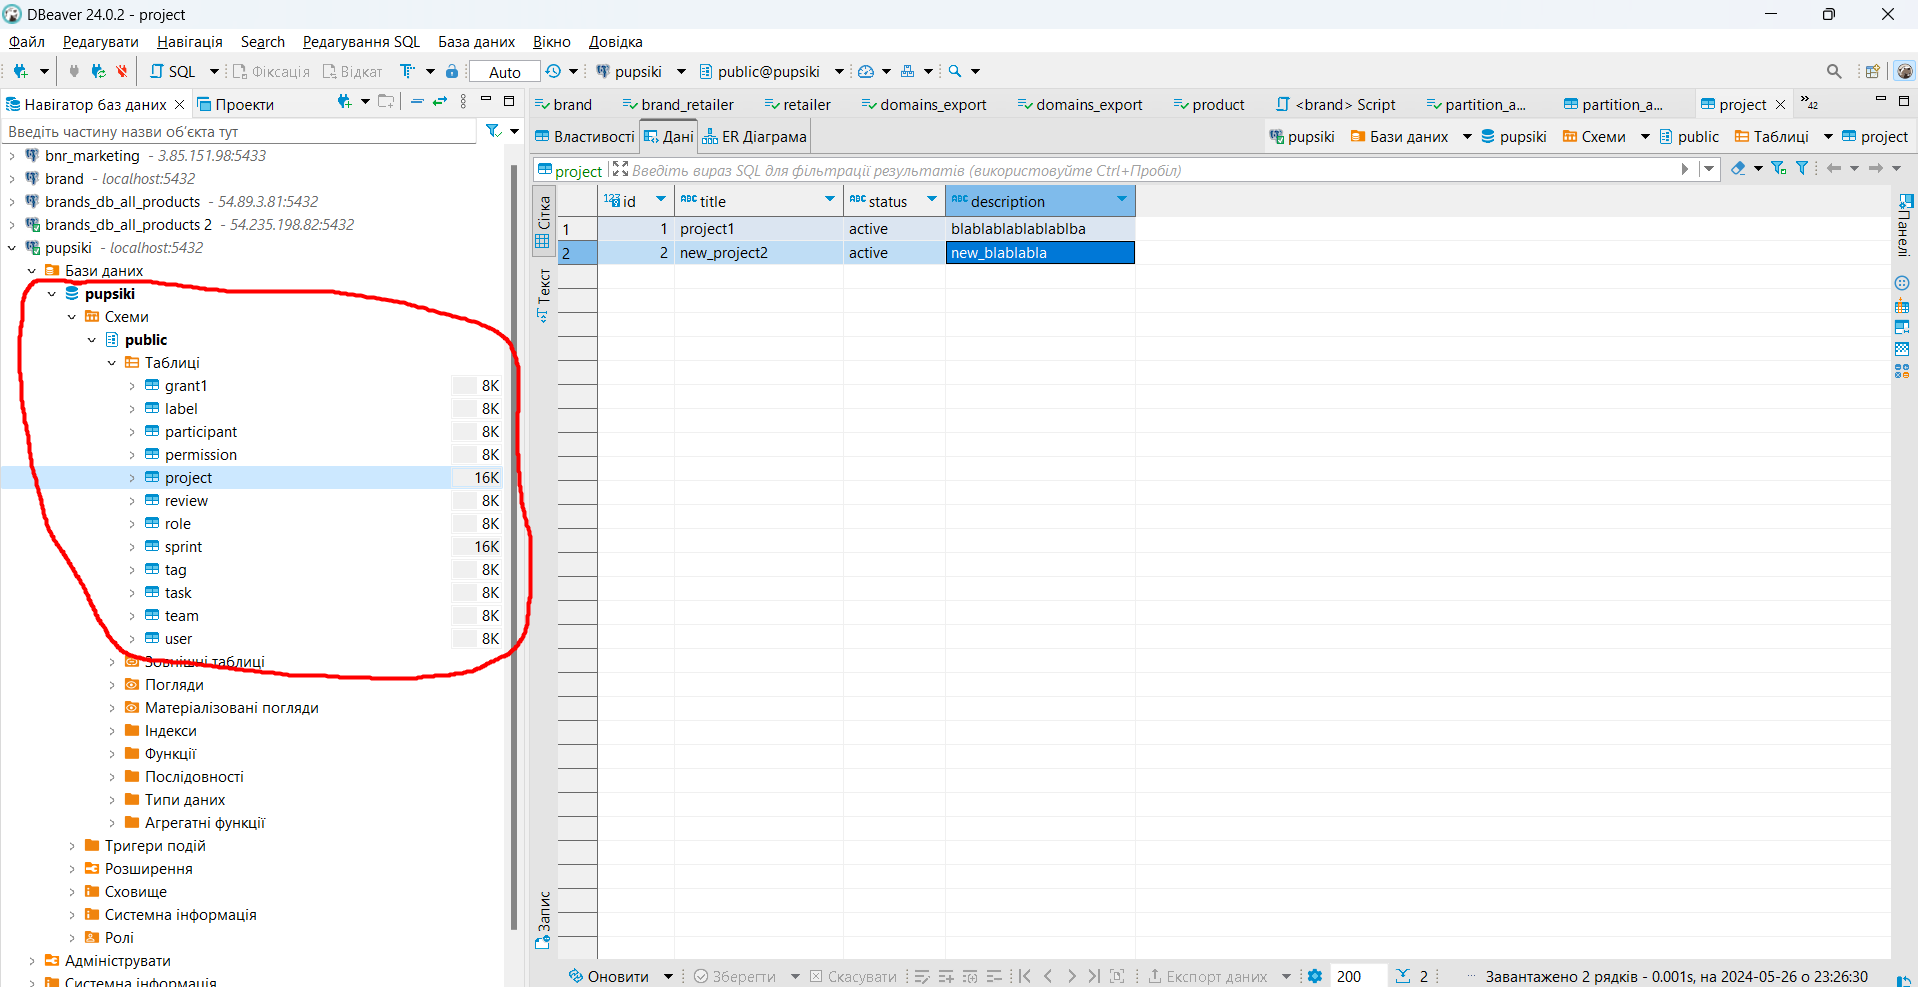 DBeaver 24.0.2 - project
Файл Редагувати Навігація Search Редагування SQL База даних Вікно Довідка
SQL Фіксація Відкат Auto pupsiki public@pupsiki
Навігатор баз даних Проекти
Введіть частину назви об'єкта тут
bnr_marketing - 3.85.151.98:5433
brand - localhost:5432
brands_db_all_products - 54.89.3.81:5432
brands_db_all_products 2 - 54.235.198.82:5432
pupsiki - localhost:5432
Бази даних
pupsiki
Схеми
public
Таблиці
grant1 8K
label 8K
participant 8K
permission 8K
project 16K
review 8K
role 8K
sprint 16K
tag 8K
task 8K
team 8K
user 8K
Зовнішні таблиці
Погляди
Матеріалізовані погляди
Індекси
Функції
Послідовності
Типи даних
Агрегатні функції
Тригери подій
Розширення
Сховище
Системна інформація
Ролі
Адмініструвати
Системна інформація
brand brand_retailer retailer domains_export domains_export product <brand> Script partition_a... partition_a... project »42
Властивості Дані ER Діаграма pupsiki Бази даних pupsiki Схеми public Таблиці project
project Введіть вираз SQL для фільтрації результатів (використовуйте Ctrl+Пробіл)
Сітка
Текст
Запис
123 id ABC title ABC status ABC description
1 1 project1 active blablablablablablba
2 2 new_project2 active new_blablabla
Панелі
Оновити Зберегти Скасувати Експорт даних 200 2 ... Завантажено 2 рядків - 0.001s, на 2024-05-26 о 23:26:30